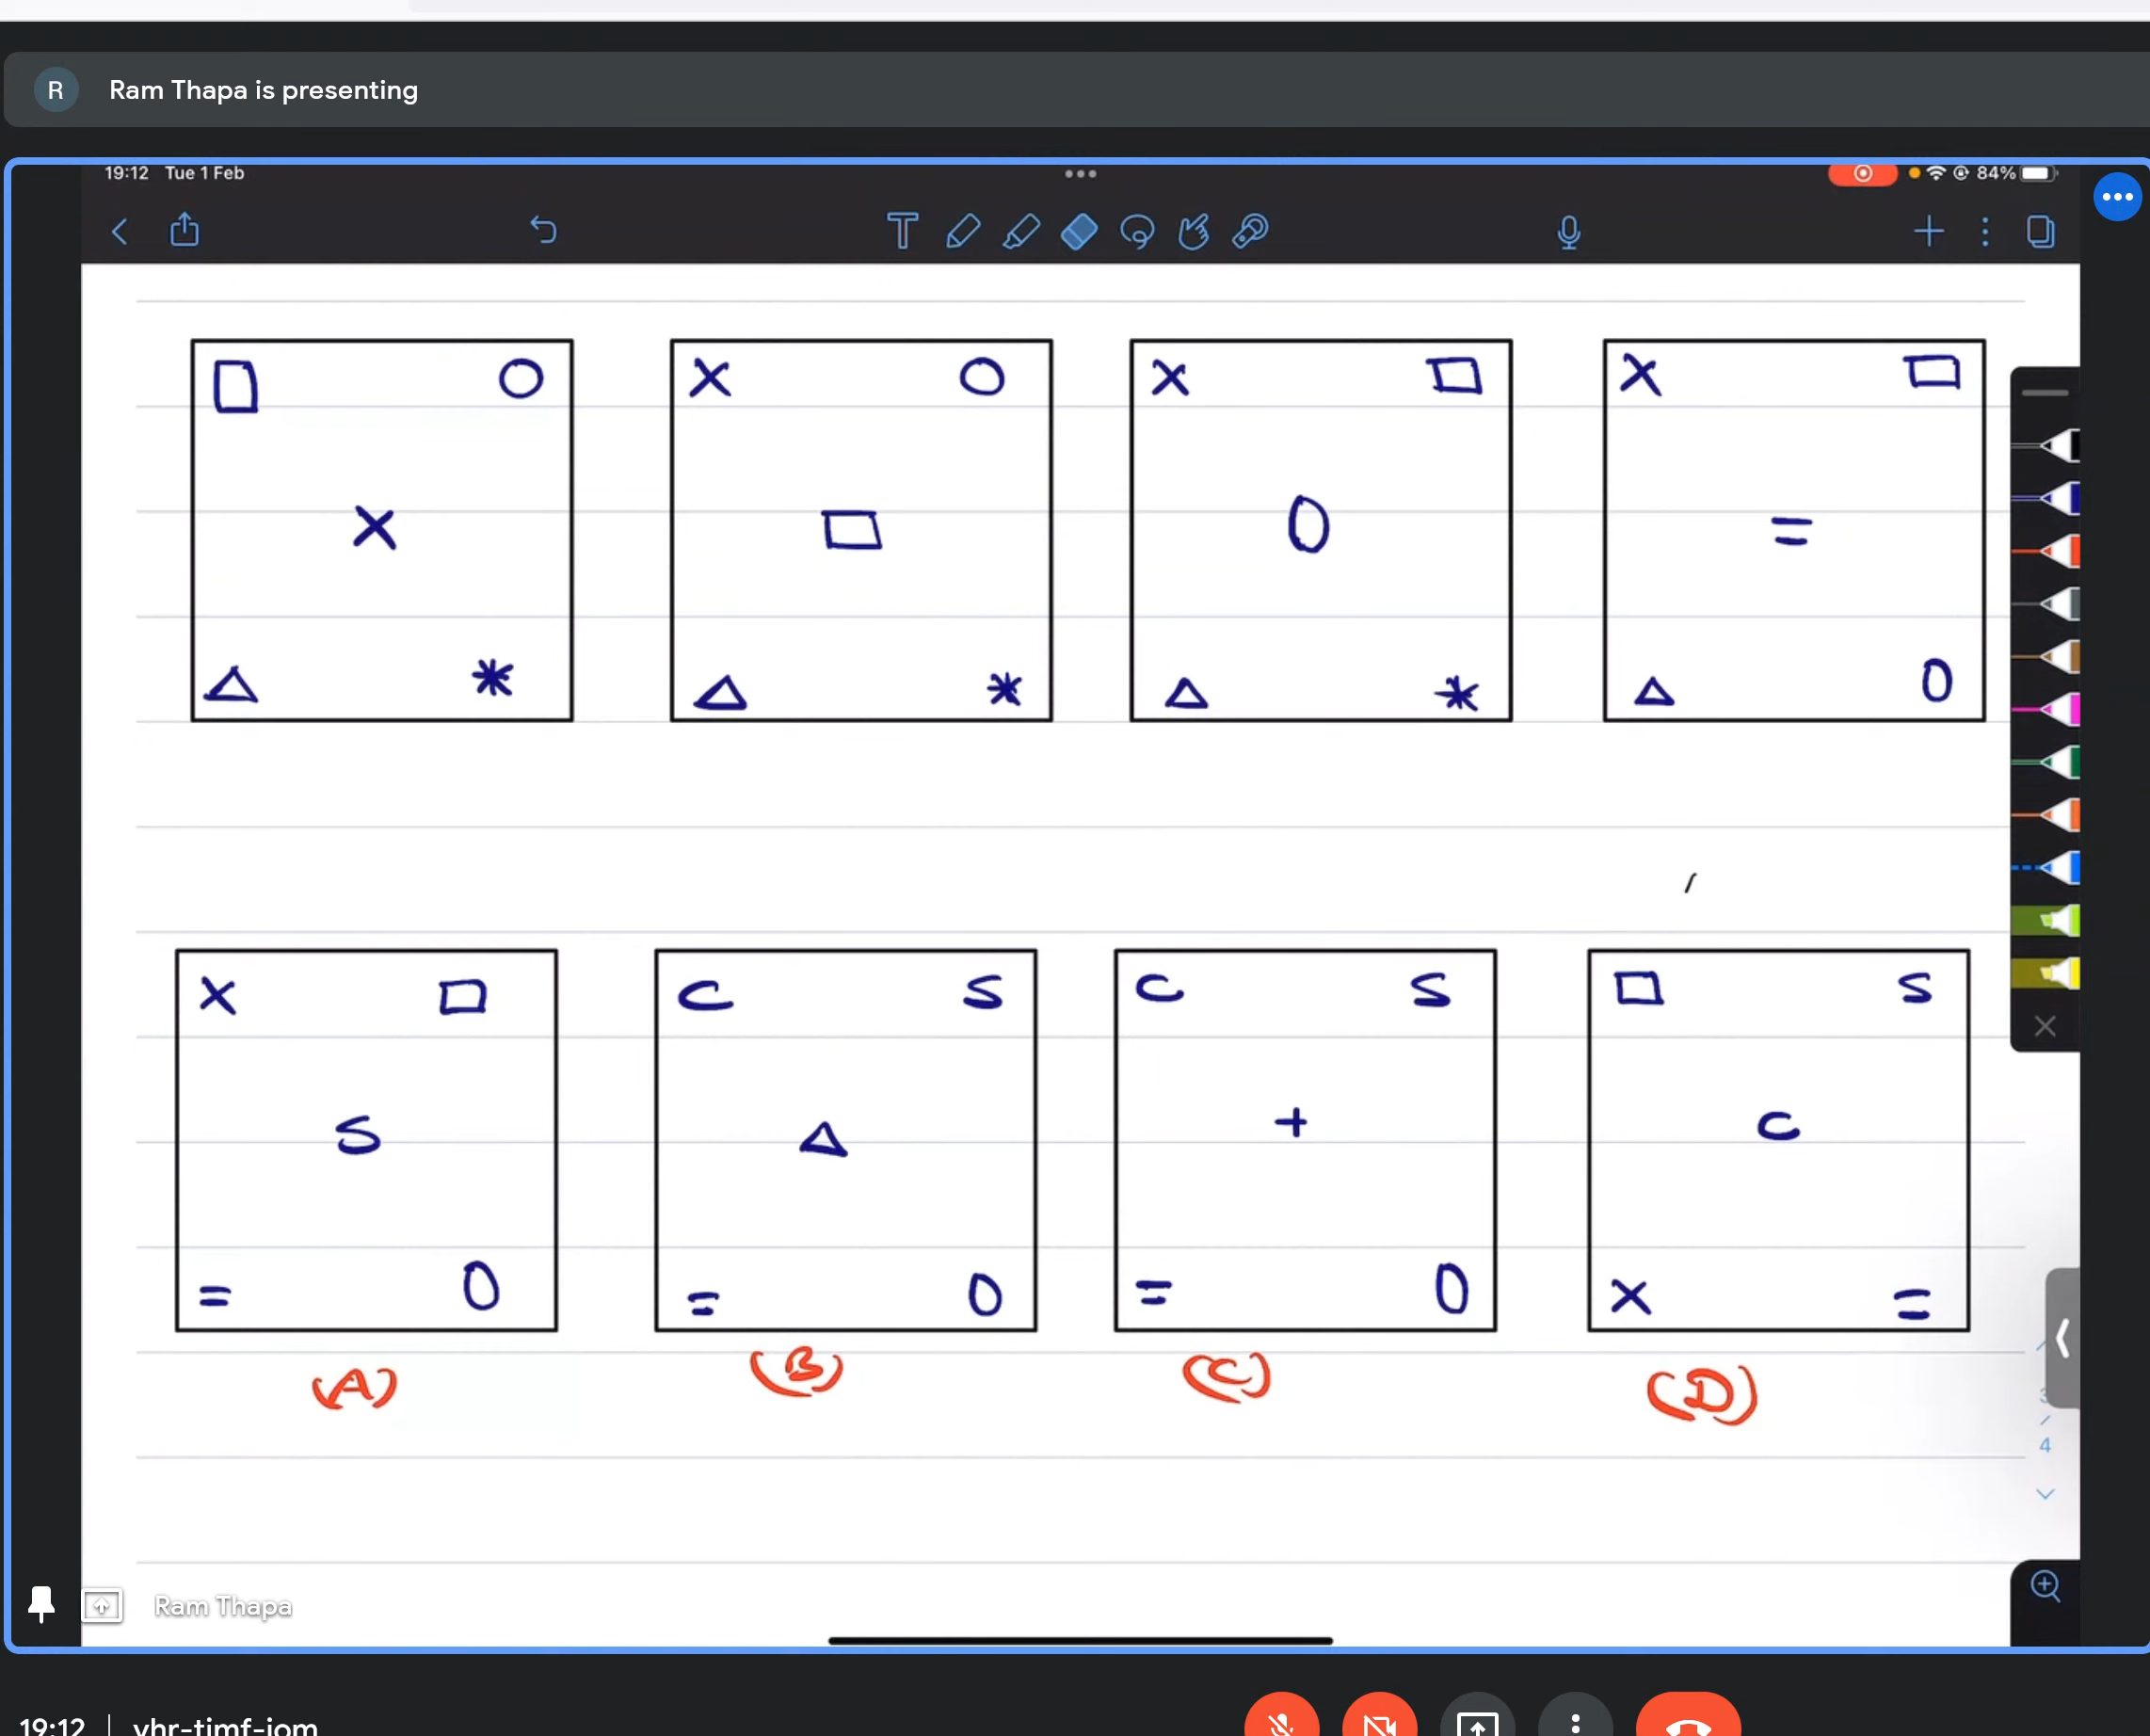 R Ram Thapa is presenting
19:12 Tue 1 Feb
84%
T
X
X
X
X
X
=
O
O
O
O
*
*
*
X
S
=
O
C S
=
O
C S
+
=
O
S
C
X
=
(A) (B) (C) (D)
4
Ram Thapa
19:12 | vhr-timf-iom